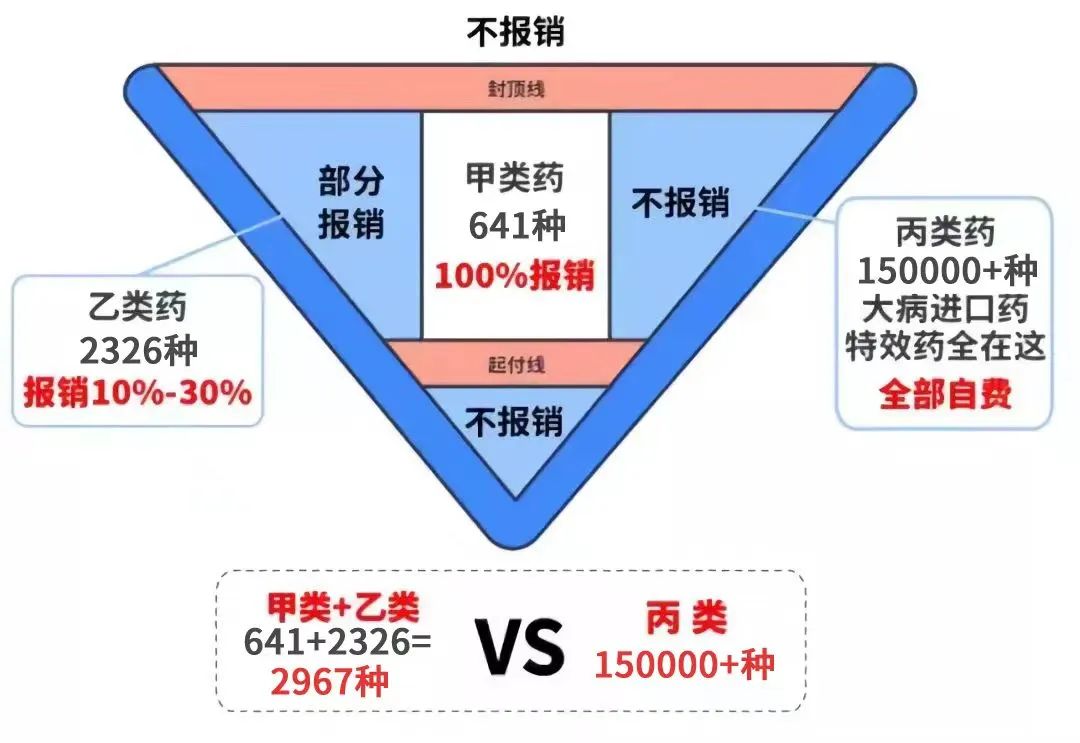 不报销
封顶线
部分
报销
甲类药
641种
100%报销
不报销
乙类药
2326种
报销10%-30%
丙类药
150000+种
大病进口药
特效药全在这
全部自费
起付线
不报销
甲类+乙类
641+2326=
2967种
VS
丙 类
150000+种